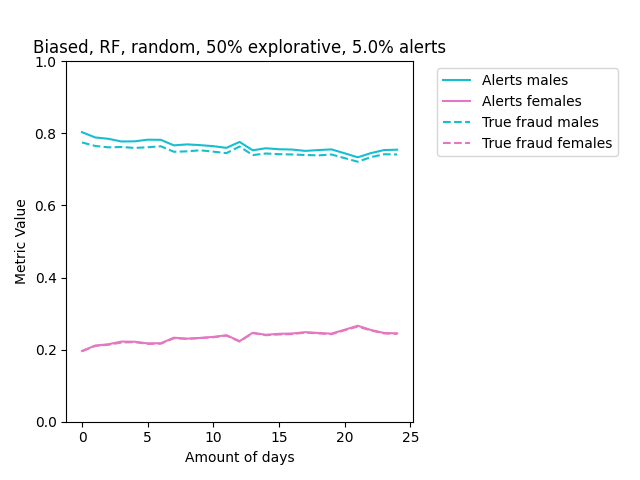 Biased, RF, random, 50% explorative, 5.0% alerts
1.0
0.8
0.6
0.4
0.2
0.0
Metric Value
0
5
10
15
20
25
Amount of days
Alerts males
Alerts females
True fraud males
True fraud females